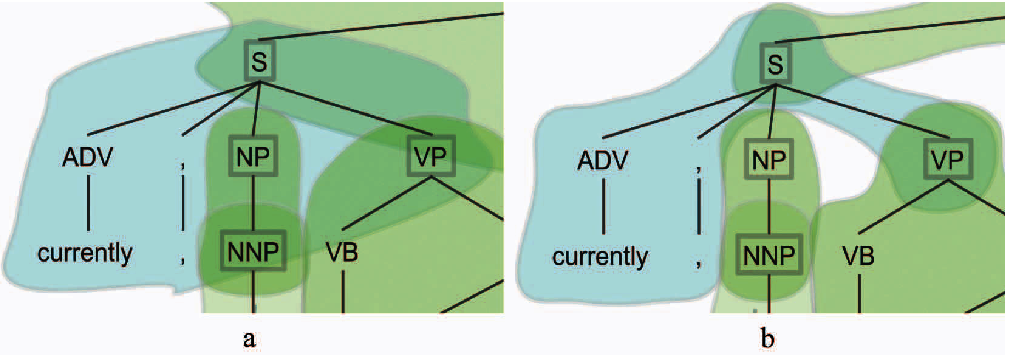 S S
ADV , NP VP ADV , NP VP
currently , NNP VB currently , NNP VB
a b